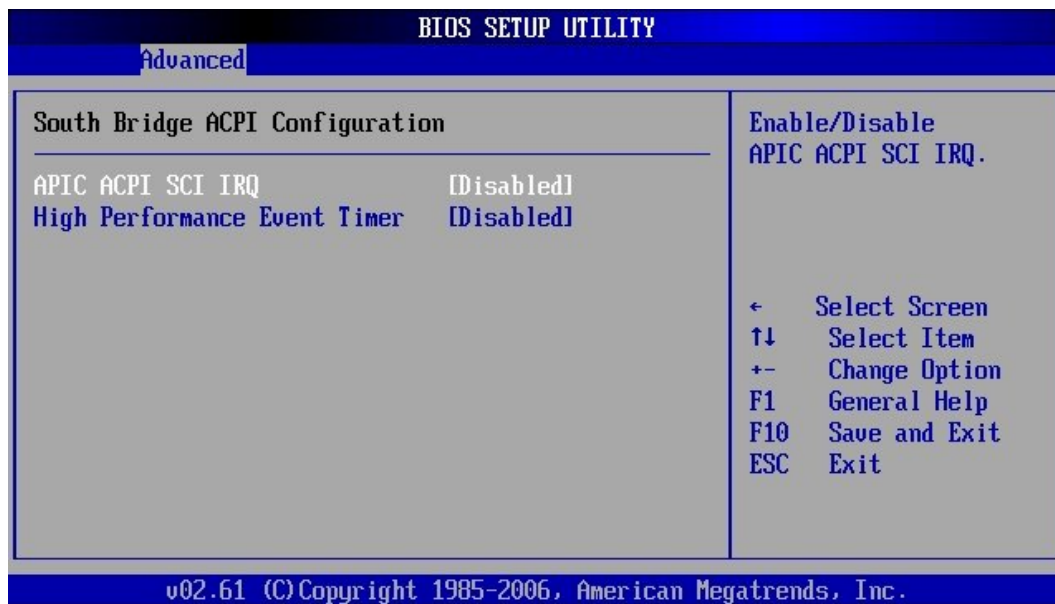 BIOS SETUP UTILITY
Advanced
South Bridge ACPI Configuration
APIC ACPI SCI IRQ [Disabled]
High Performance Event Timer [Disabled]
Enable/Disable
APIC ACPI SCI IRQ.
← Select Screen
↑↓ Select Item
+- Change Option
F1 General Help
F10 Save and Exit
ESC Exit
v02.61 (C)Copyright 1985-2006, American Megatrends, Inc.